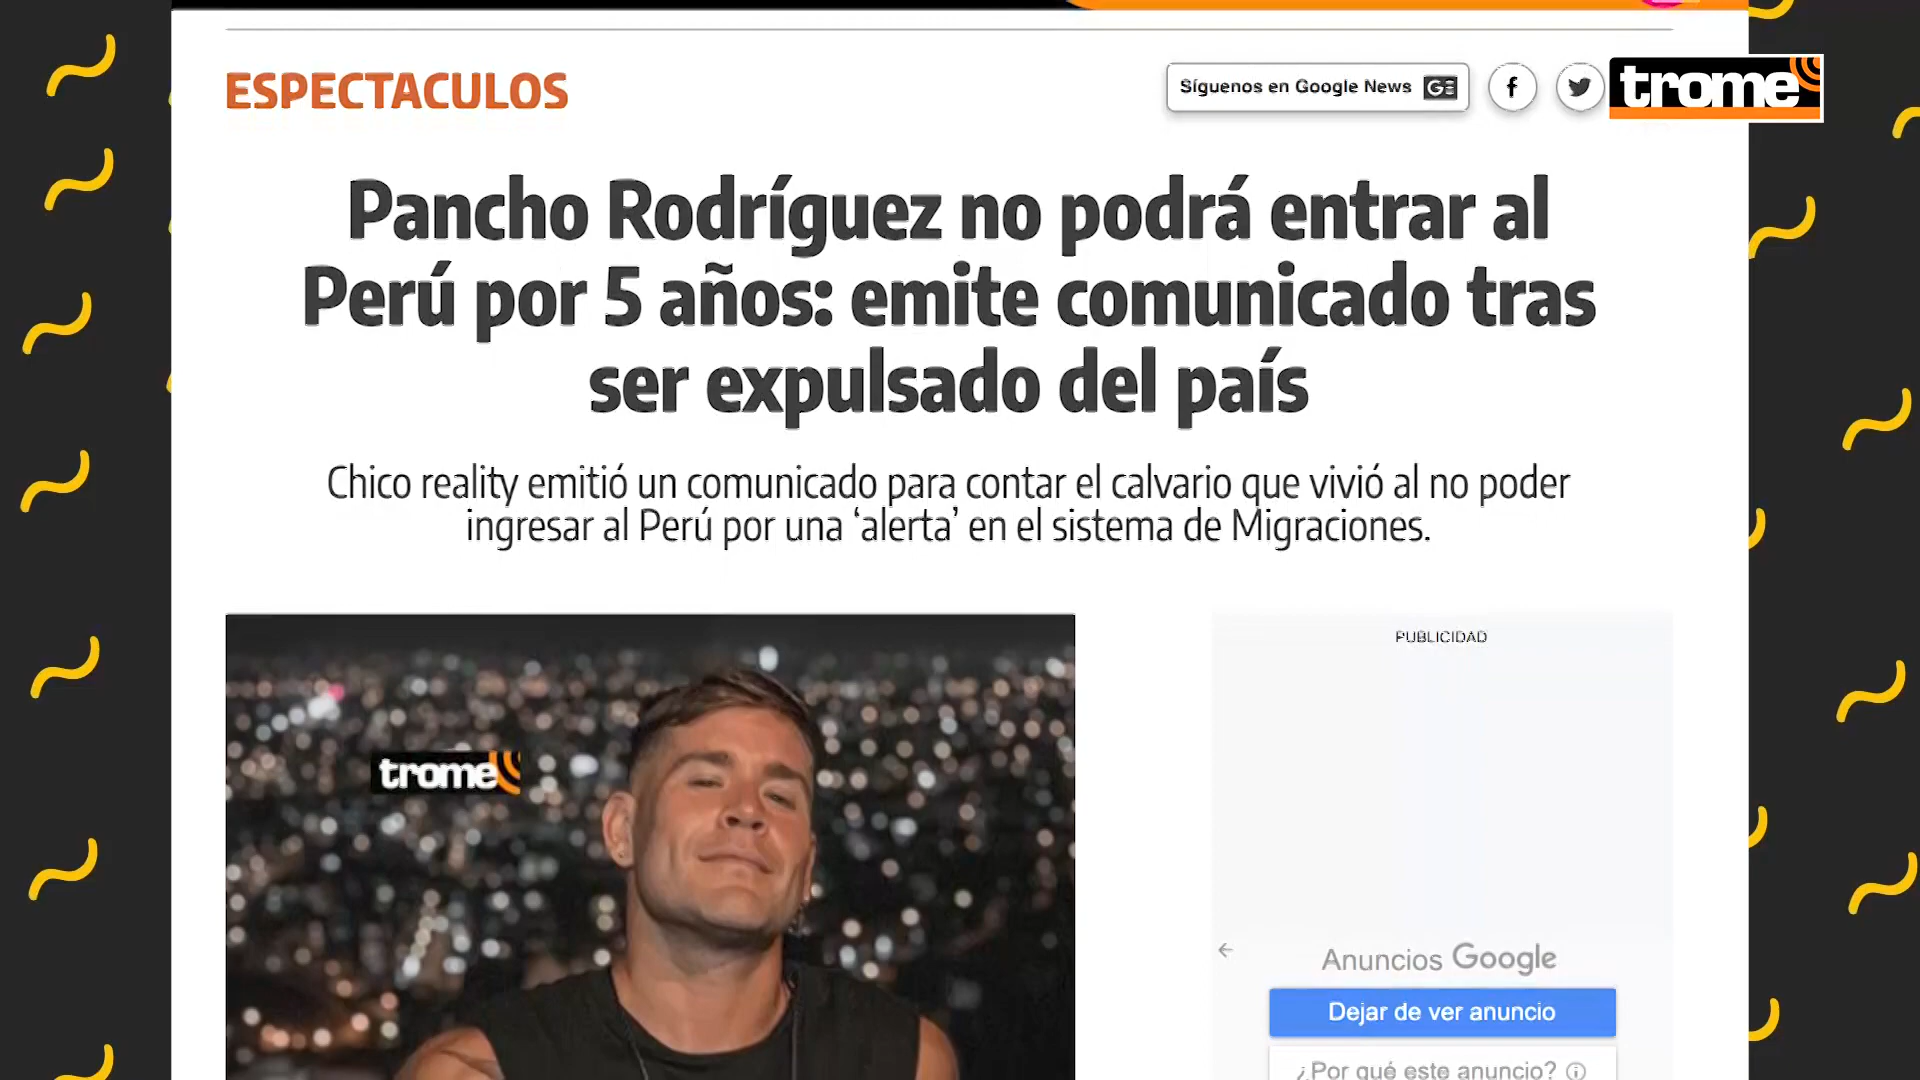 ESPECTACULOS
Síguenos en Google News
trome
Pancho Rodríguez no podrá entrar al
Perú por 5 años: emite comunicado tras
ser expulsado del país
Chico reality emitió un comunicado para contar el calvario que vivió al no poder
ingresar al Perú por una ‘alerta’ en el sistema de Migraciones.
trome
PUBLICIDAD
Anuncios Google
Dejar de ver anuncio
¿Por qué este anuncio?